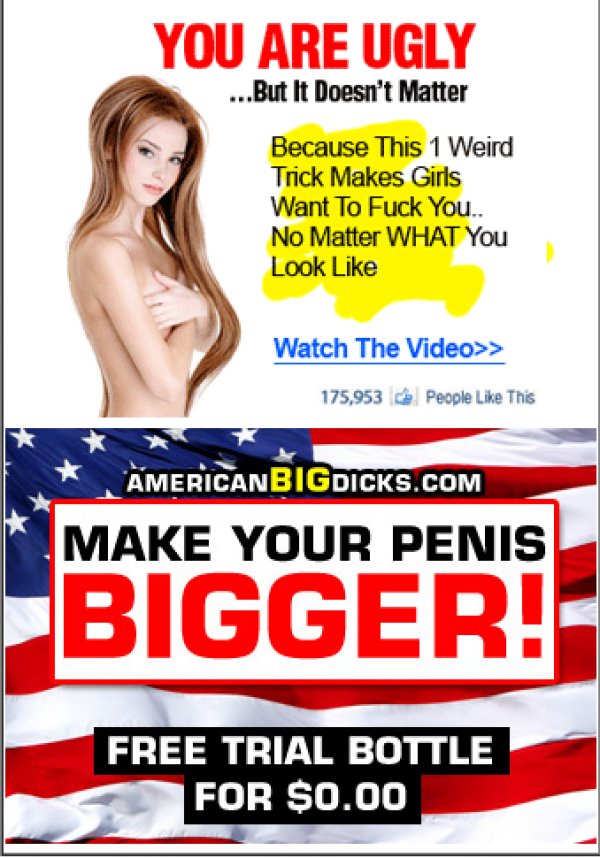 YOU ARE UGLY
...But It Doesn't Matter
Because This 1 Weird
Trick Makes Girls
Want To Fuck You..
No Matter WHAT You
Look Like
Watch The Video>>
175,953 People Like This
AMERICANBIGDICKS.COM
MAKE YOUR PENIS
BIGGER!
FREE TRIAL BOTTLE
FOR $0.00